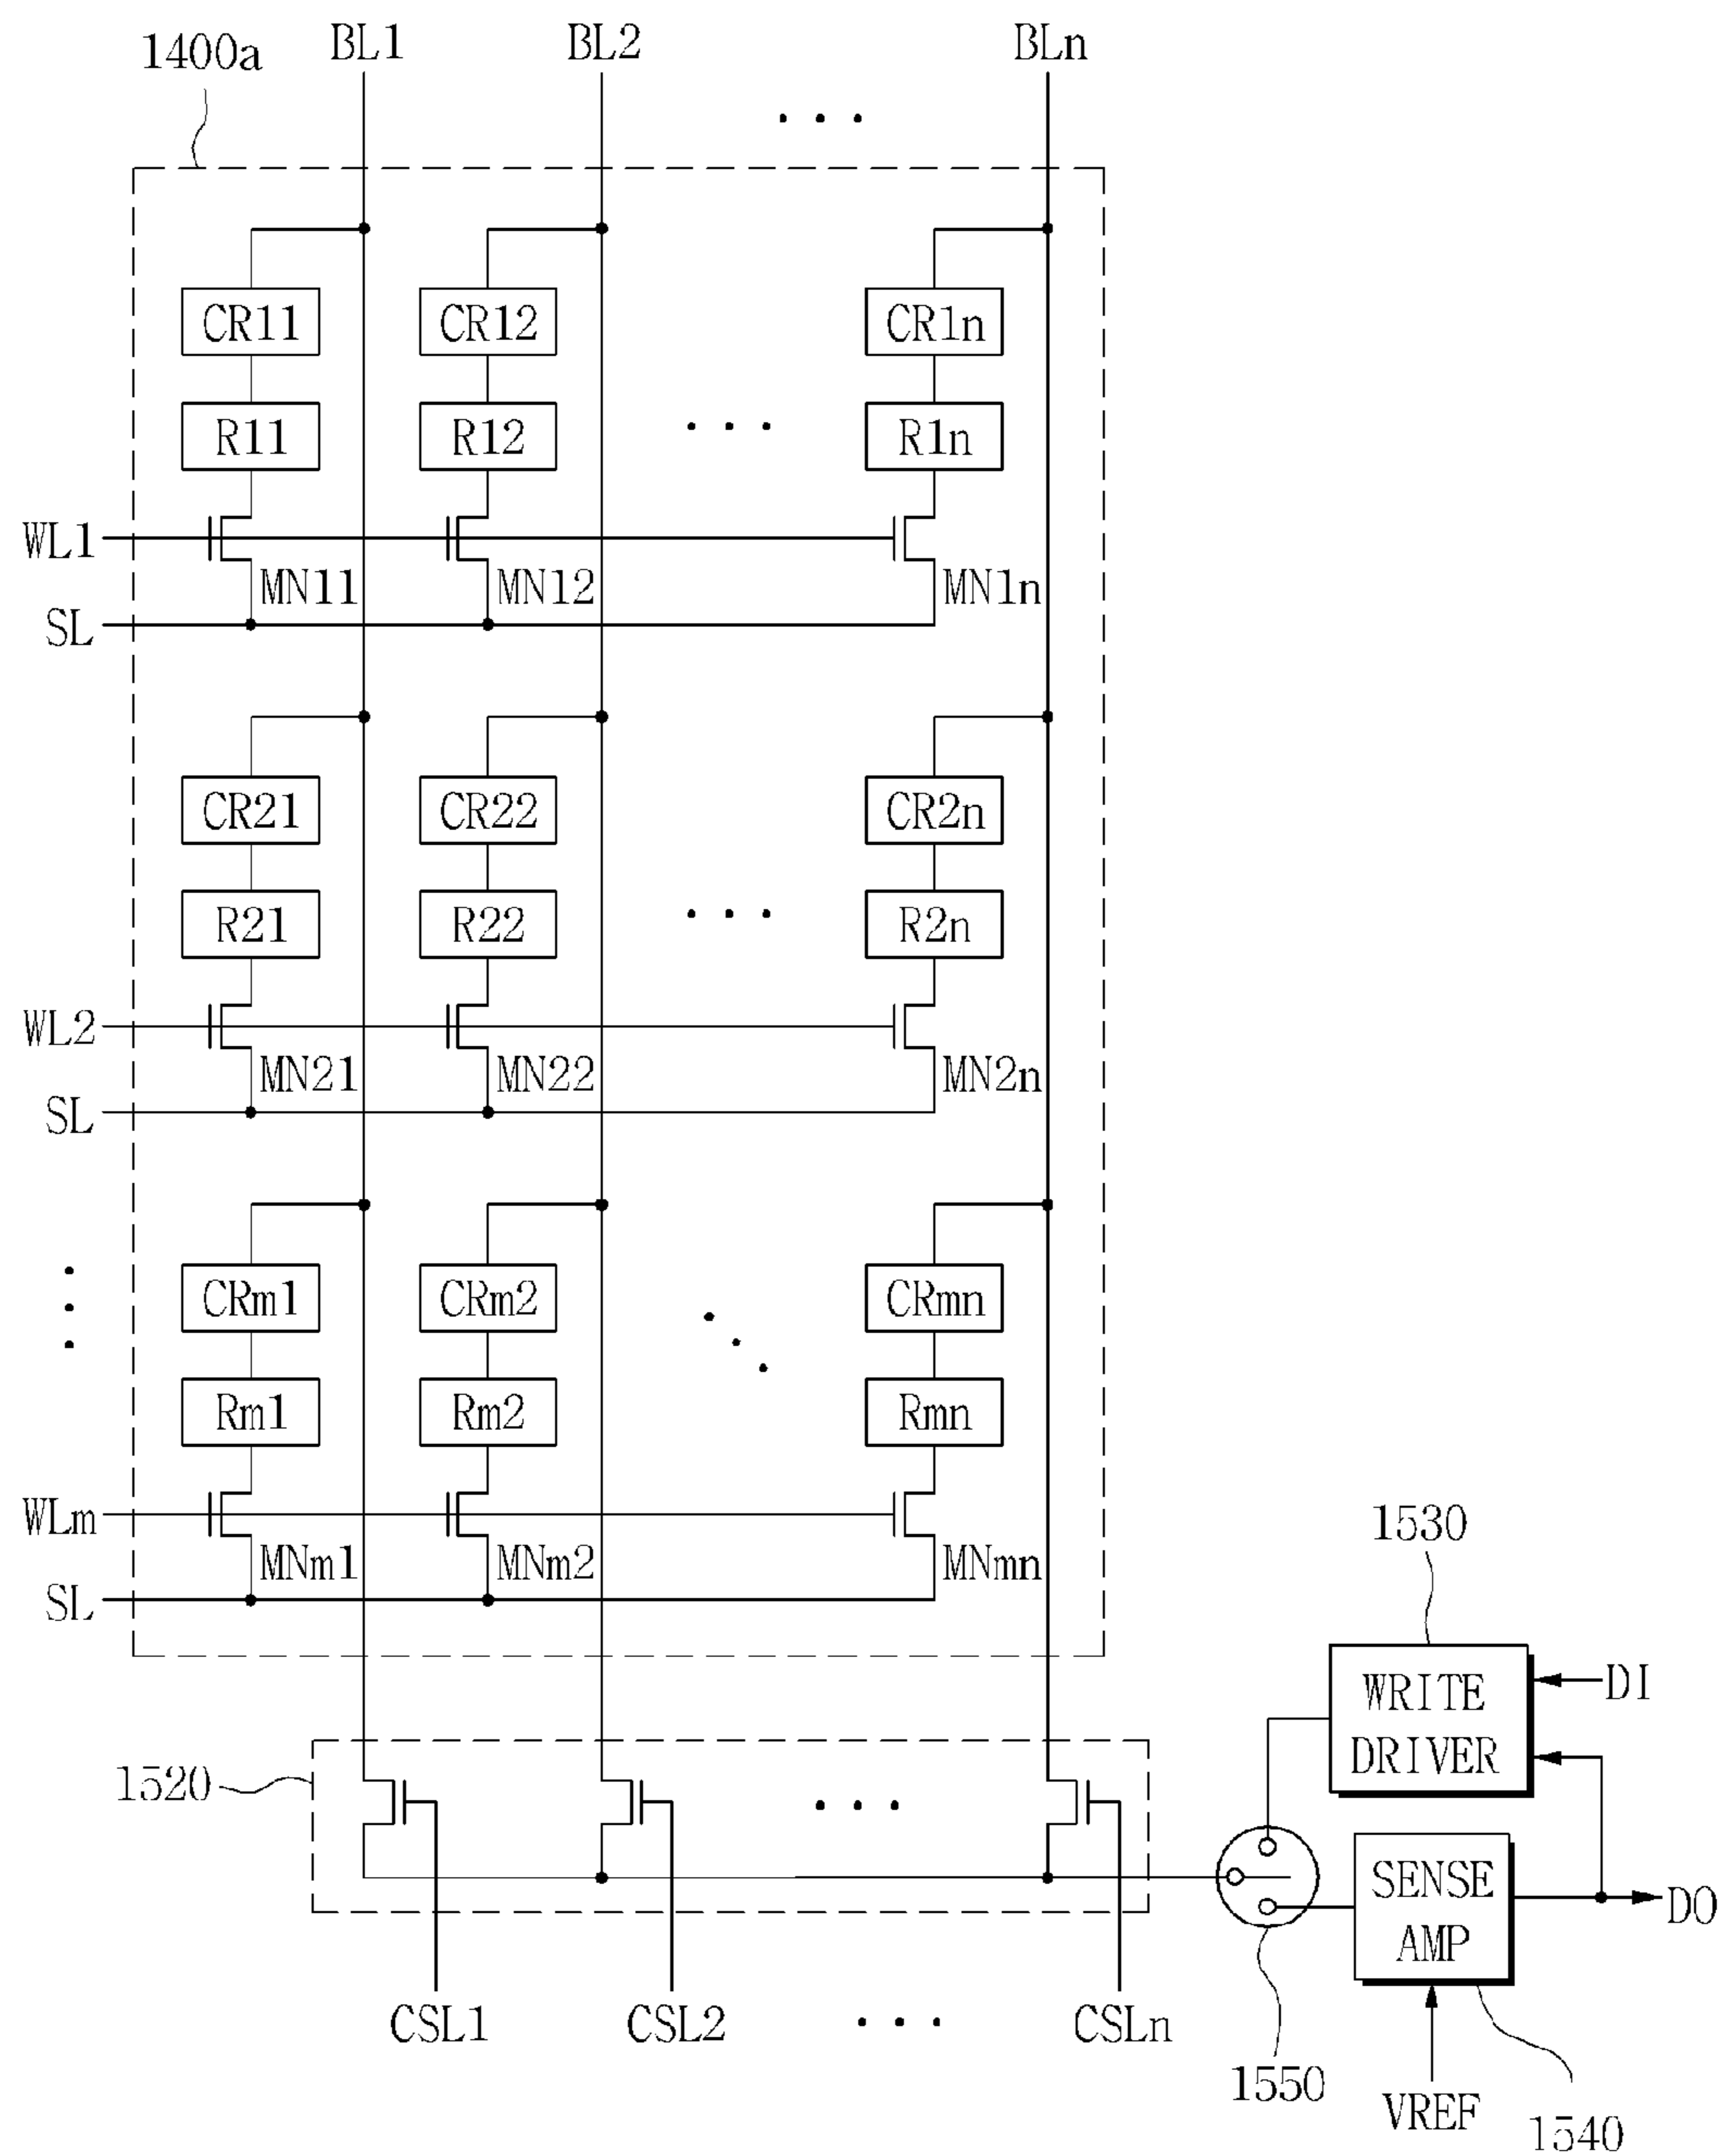 1400a BL1 BL2 BLn
CR11 CR12 CR1n
R11 R12 R1n
WL1
MN11 MN12 MN1n
SL
CR21 CR22 CR2n
R21 R22 R2n
WL2
MN21 MN22 MN2n
SL
CRm1 CRm2 CRmn
Rm1 Rm2 Rmn
WLm
MNm1 MNm2 MNmn
SL
1530
WRITE
DRIVER
DI
1520
SENSE
AMP
DO
CSL1 CSL2 CSLn
1550
VREF
1540